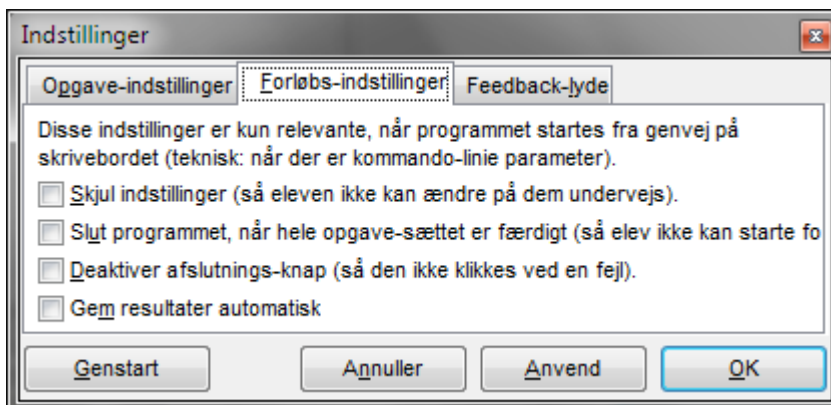 Indstillinger
Opgave-indstillinger Forløbs-indstillinger Feedback-lyde
Disse indstillinger er kun relevante, når programmet startes fra genvej på
skrivebordet (teknisk: når der er kommando-linie parameter).
Skjul indstillinger (så eleven ikke kan ændre på dem undervejs).
Slut programmet, når hele opgave-sættet er færdigt (så elev ikke kan starte fo
Deaktiver afslutnings-knap (så den ikke klikkes ved en fejl).
Gem resultater automatisk
Genstart Annuller Anvend OK